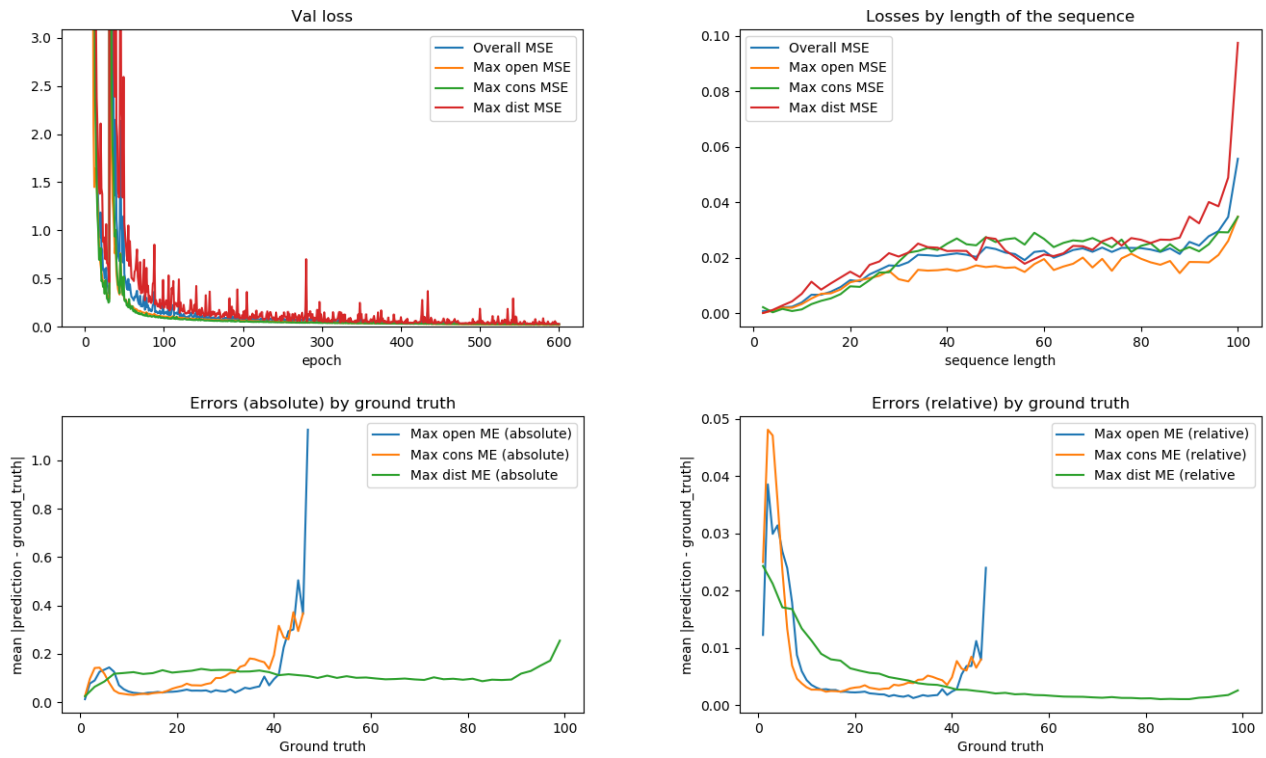 Val loss
3.0
2.5
2.0
1.5
1.0
0.5
0.0
0 100 200 300 400 500 600
epoch
Overall MSE
Max open MSE
Max cons MSE
Max dist MSE
Losses by length of the sequence
0.10
0.08
0.06
0.04
0.02
0.00
0 20 40 60 80 100
sequence length
Overall MSE
Max open MSE
Max cons MSE
Max dist MSE
Errors (absolute) by ground truth
mean |prediction - ground_truth|
1.0
0.8
0.6
0.4
0.2
0.0
0 20 40 60 80 100
Ground truth
Max open ME (absolute)
Max cons ME (absolute)
Max dist ME (absolute
Errors (relative) by ground truth
mean |prediction - ground_truth|
0.05
0.04
0.03
0.02
0.01
0.00
0 20 40 60 80 100
Ground truth
Max open ME (relative)
Max cons ME (relative)
Max dist ME (relative